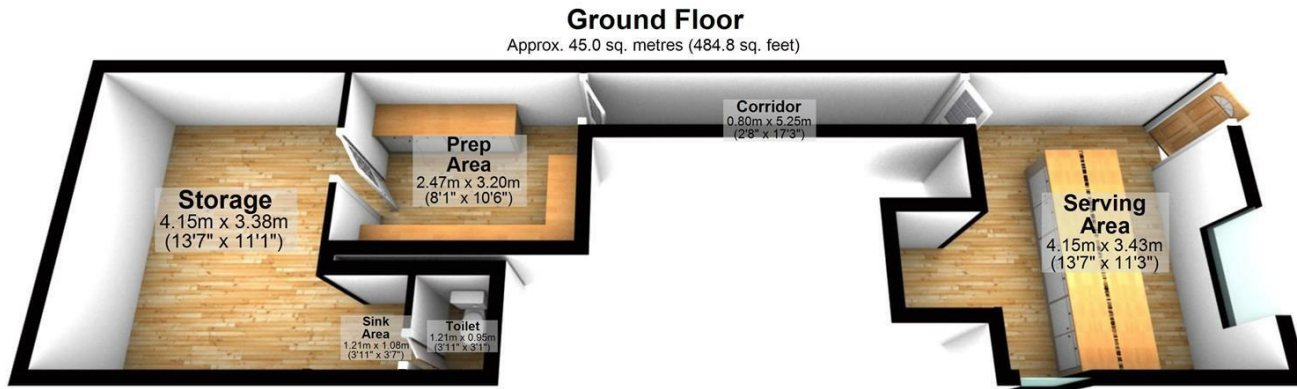 Ground Floor
Approx. 45.0 sq. metres (484.8 sq. feet)
Corridor
0.80m x 5.25m
(2'8" x 17'3")
Prep
Area
2.47m x 3.20m
(8'1" x 10'6")
Storage
4.15m x 3.38m
(13'7" x 11'1")
Serving
Area
4.15m x 3.43m
(13'7" x 11'3")
Sink
Area
1.21m x 1.08m
(3'11" x 3'7")
Toilet
1.21m x 0.95m
(3'11" x 3'1")